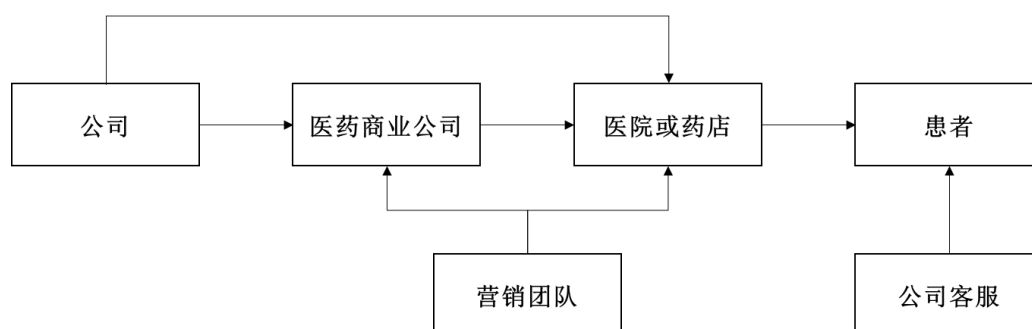 公司
医药商业公司
医院或药店
患者
营销团队
公司客服